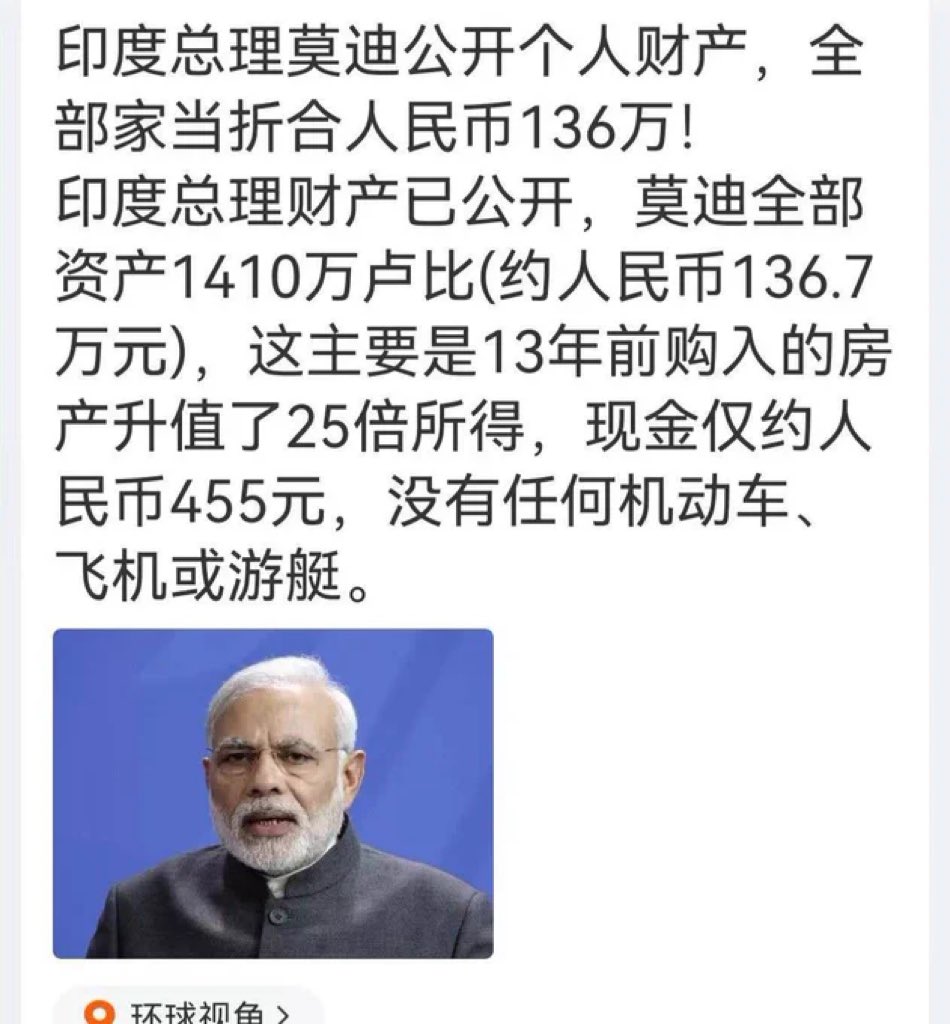 印度总理莫迪公开个人财产，全
部家当折合人民币136万！
印度总理财产已公开，莫迪全部
资产1410万卢比(约人民币136.7
万元)，这主要是13年前购入的房
产升值了25倍所得，现金仅约人
民币455元，没有任何机动车、
飞机或游艇。
环球视角